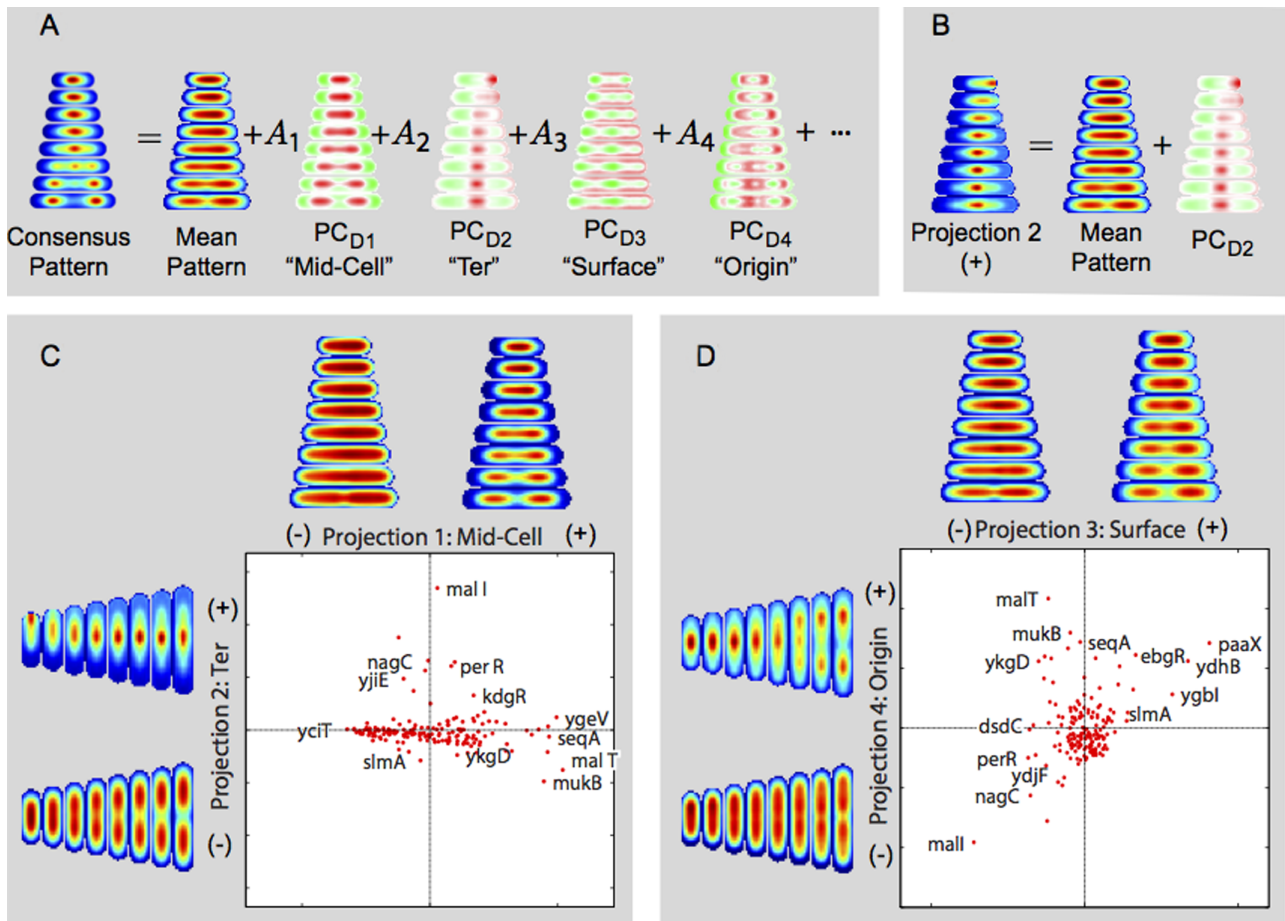 A
B
= +A1 +A2 +A3 + A4 + ...
= +
Consensus Pattern
Mean Pattern
PCD1 "Mid-Cell"
PCD2 "Ter"
PCD3 "Surface"
PCD4 "Origin"
Projection 2 (+)
Mean Pattern
PCD2
C
(-) Projection 1: Mid-Cell (+)
(+)
Projection 2: Ter
(-)
mal I
nagC
per R
yjiE
kdgR
yciT
ygeV
seqA
slmA
ykgD
mal T
mukB
D
(-) Projection 3: Surface (+)
(+)
Projection 4: Origin
(-)
malT
mukB
seqA
ebgR
paaX
ykgD
ydhB
ygbI
slmA
dsdC
perR
ydjF
nagC
malI